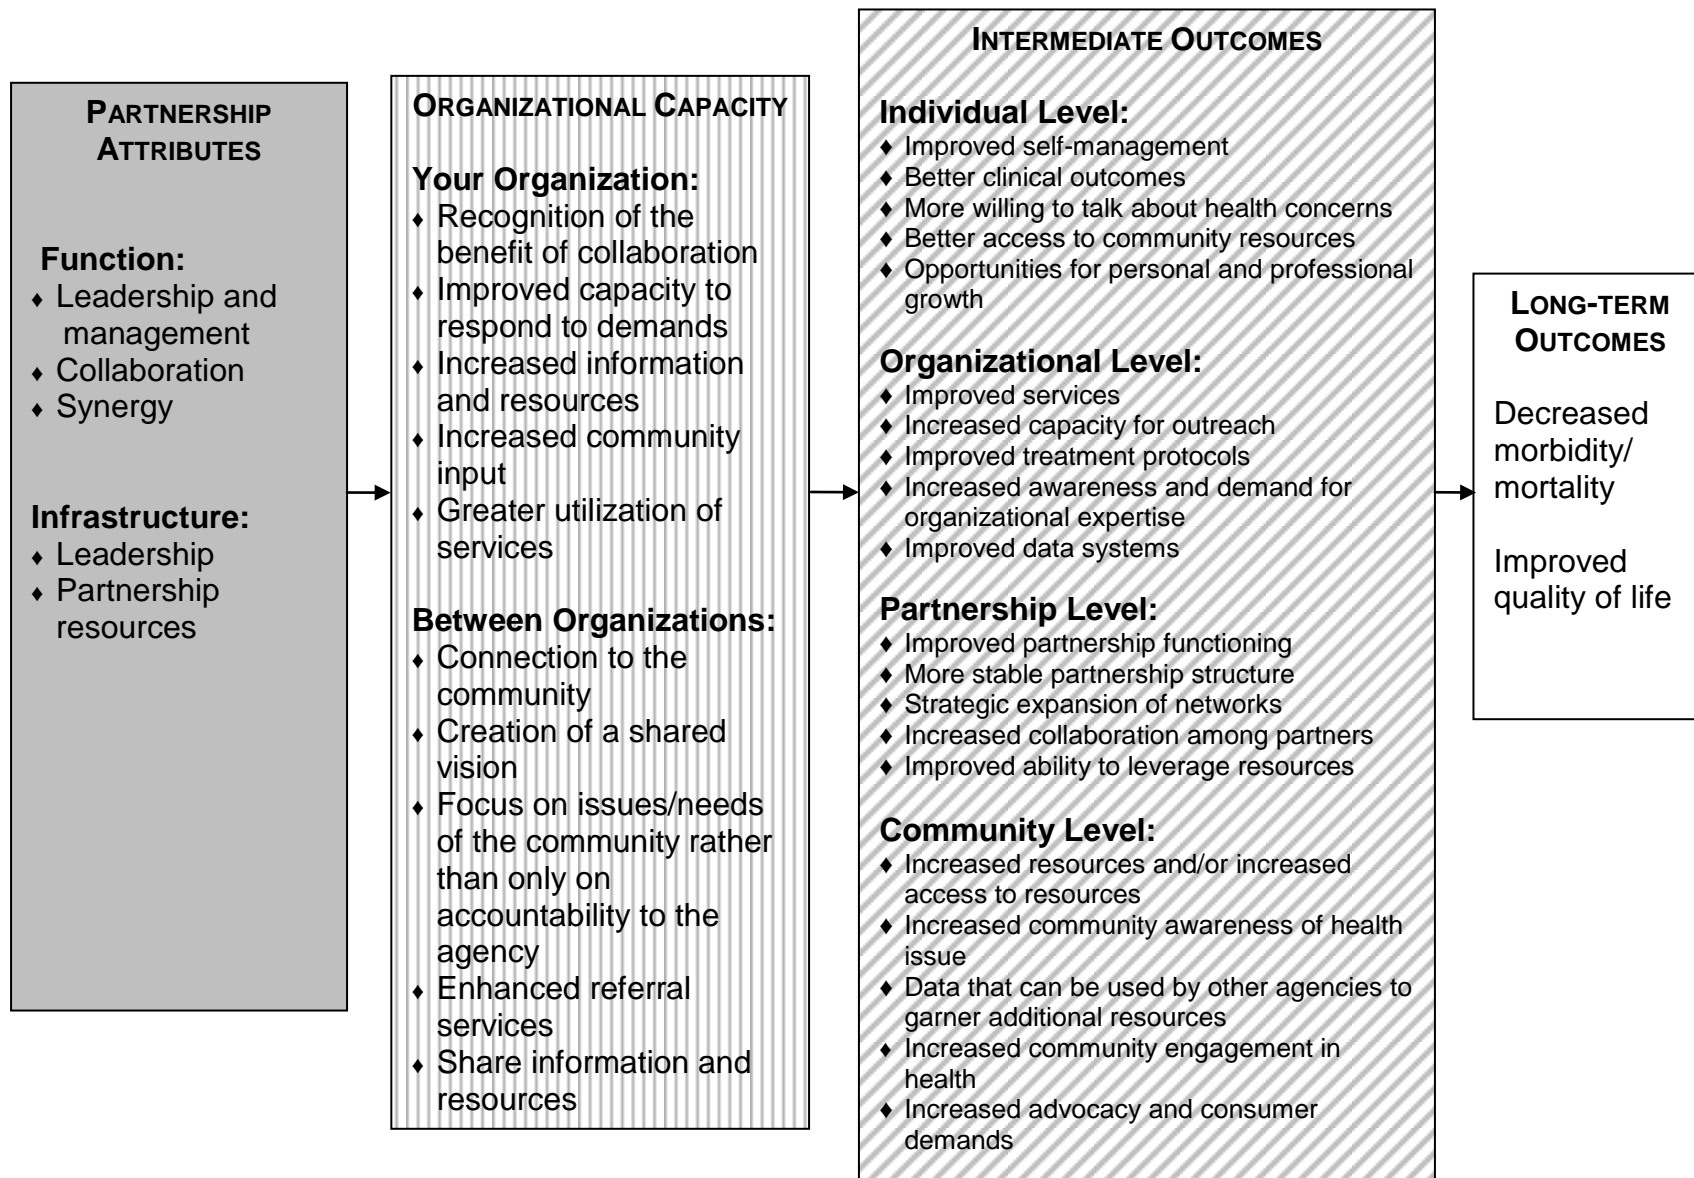 PARTNERSHIP
ATTRIBUTES
Function:
♦ Leadership and
management
♦ Collaboration
♦ Synergy
Infrastructure:
♦ Leadership
♦ Partnership
resources
ORGANIZATIONAL CAPACITY
Your Organization:
♦ Recognition of the
benefit of collaboration
♦ Improved capacity to
respond to demands
♦ Increased information
and resources
♦ Increased community
input
♦ Greater utilization of
services
Between Organizations:
♦ Connection to the
community
♦ Creation of a shared
vision
♦ Focus on issues/needs
of the community rather
than only on
accountability to the
agency
♦ Enhanced referral
services
♦ Share information and
resources
INTERMEDIATE OUTCOMES
Individual Level:
♦ Improved self-management
♦ Better clinical outcomes
♦ More willing to talk about health concerns
♦ Better access to community resources
♦ Opportunities for personal and professional
growth
Organizational Level:
♦ Improved services
♦ Increased capacity for outreach
♦ Improved treatment protocols
♦ Increased awareness and demand for
organizational expertise
♦ Improved data systems
Partnership Level:
♦ Improved partnership functioning
♦ More stable partnership structure
♦ Strategic expansion of networks
♦ Increased collaboration among partners
♦ Improved ability to leverage resources
Community Level:
♦ Increased resources and/or increased
access to resources
♦ Increased community awareness of health
issue
♦ Data that can be used by other agencies to
garner additional resources
♦ Increased community engagement in
health
♦ Increased advocacy and consumer
demands
LONG-TERM
OUTCOMES
Decreased
morbidity/
mortality
Improved
quality of life